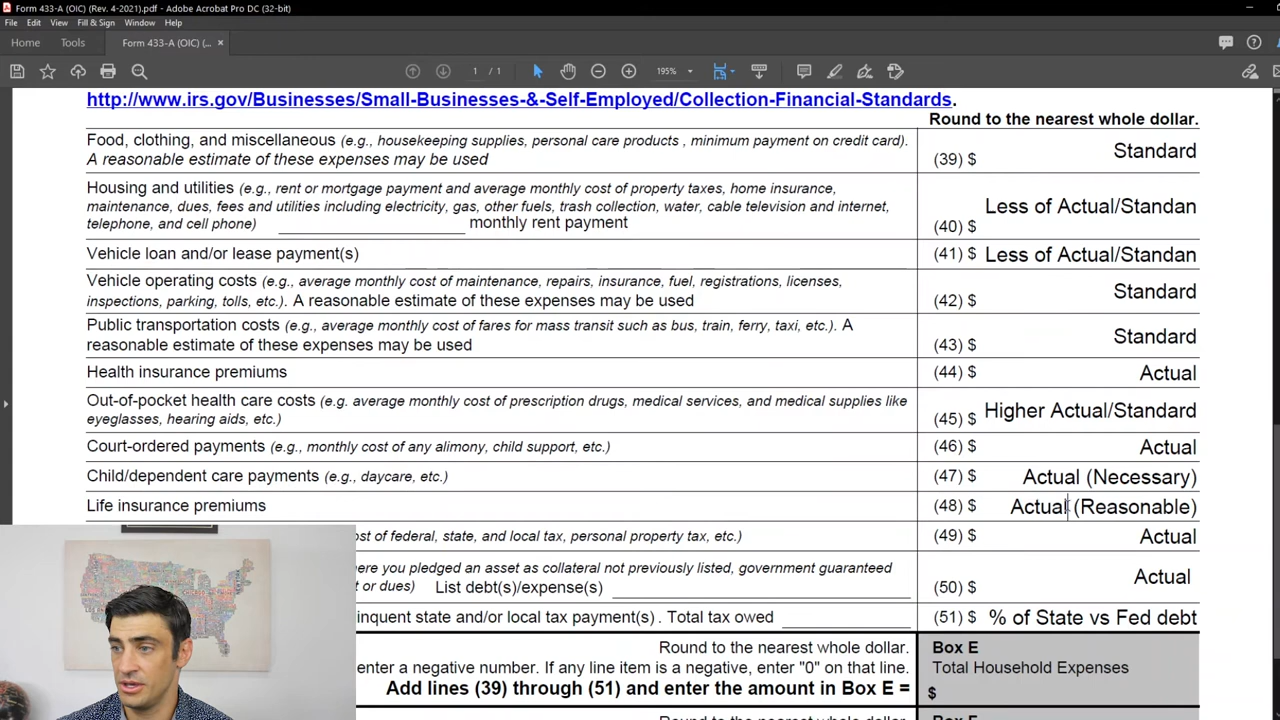 Form 433-A (OIC) (Rev. 4-2021).pdf - Adobe Acrobat Pro DC (32-bit)
File Edit View Fill & Sign Window Help
Home Tools Form 433-A (OIC) (... ×
1 / 1 195%
http://www.irs.gov/Businesses/Small-Businesses-&-Self-Employed/Collection-Financial-Standards.
Round to the nearest whole dollar.
Food, clothing, and miscellaneous (e.g., housekeeping supplies, personal care products , minimum payment on credit card).
A reasonable estimate of these expenses may be used
(39) $ Standard
Housing and utilities (e.g., rent or mortgage payment and average monthly cost of property taxes, home insurance,
maintenance, dues, fees and utilities including electricity, gas, other fuels, trash collection, water, cable television and internet,
telephone, and cell phone) monthly rent payment
(40) $ Less of Actual/Standan
Vehicle loan and/or lease payment(s) (41) $ Less of Actual/Standan
Vehicle operating costs (e.g., average monthly cost of maintenance, repairs, insurance, fuel, registrations, licenses,
inspections, parking, tolls, etc.). A reasonable estimate of these expenses may be used
(42) $ Standard
Public transportation costs (e.g., average monthly cost of fares for mass transit such as bus, train, ferry, taxi, etc.). A
reasonable estimate of these expenses may be used
(43) $ Standard
Health insurance premiums (44) $ Actual
Out-of-pocket health care costs (e.g. average monthly cost of prescription drugs, medical services, and medical supplies like
eyeglasses, hearing aids, etc.)
(45) $ Higher Actual/Standard
Court-ordered payments (e.g., monthly cost of any alimony, child support, etc.) (46) $ Actual
Child/dependent care payments (e.g., daycare, etc.) (47) $ Actual (Necessary)
Life insurance premiums (48) $ Actual (Reasonable)
of federal, state, and local tax, personal property tax, etc.) (49) $ Actual
you pledged an asset as collateral not previously listed, government guaranteed
or dues) List debt(s)/expense(s)
(50) $ Actual
state and/or local tax payment(s). Total tax owed (51) $ % of State vs Fed debt
Round to the nearest whole dollar.
enter a negative number. If any line item is a negative, enter "0" on that line.
Add lines (39) through (51) and enter the amount in Box E =
Box E
Total Household Expenses
$
Round to the nearest whole dollar.